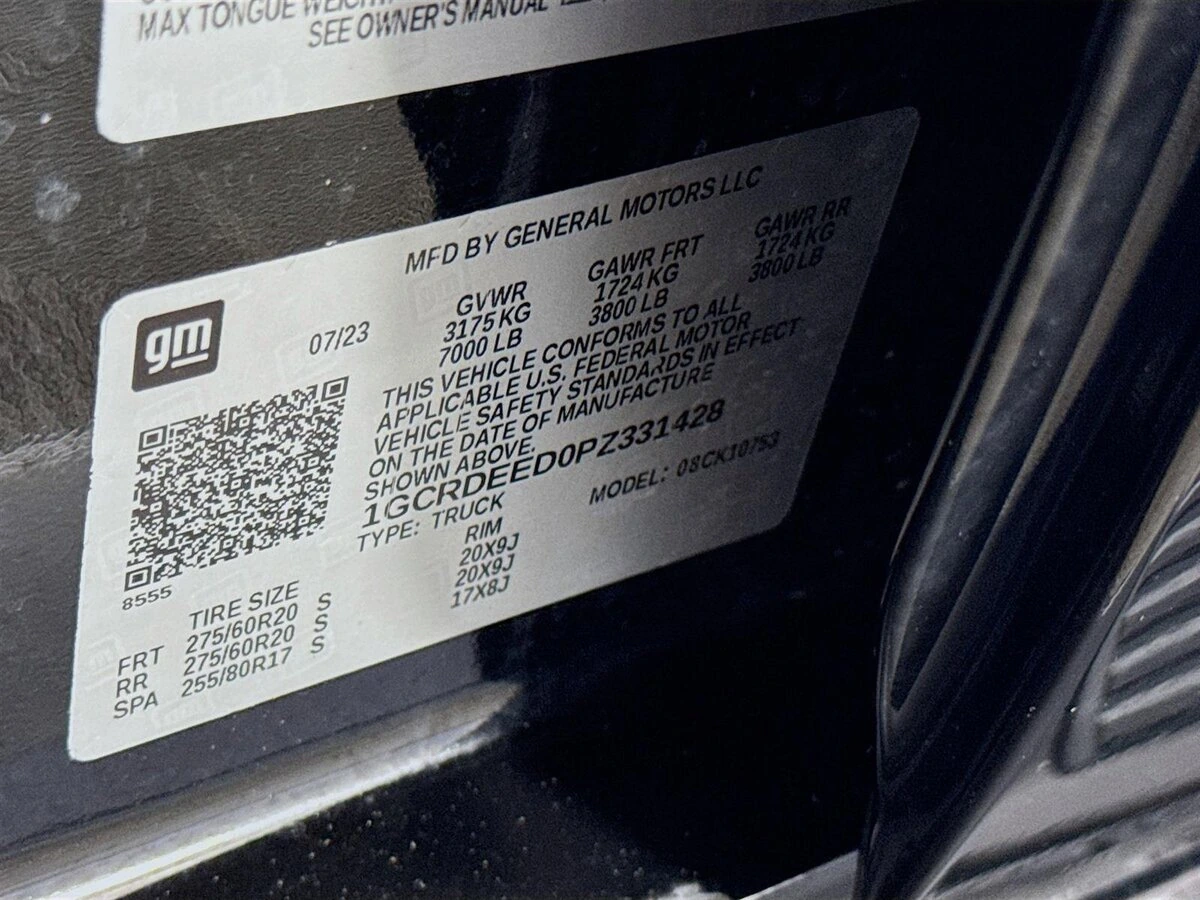 MAX TONGUE WEIGHT
SEE OWNER'S MANUAL
MFD BY GENERAL MOTORS LLC
gm
07/23
GVWR GAWR FRT GAWR RR
3175 KG 1724 KG 1724 KG
7000 LB 3800 LB 3800 LB
THIS VEHICLE CONFORMS TO ALL
APPLICABLE U.S. FEDERAL MOTOR
VEHICLE SAFETY STANDARDS IN EFFECT
ON THE DATE OF MANUFACTURE
SHOWN ABOVE.
1GCRDEED0PZ331428
TYPE: TRUCK MODEL: 08CK10753
8555
TIRE SIZE RIM
FRT 275/60R20 S 20X9J
RR 275/60R20 S 20X9J
SPA 255/80R17 S 17X8J